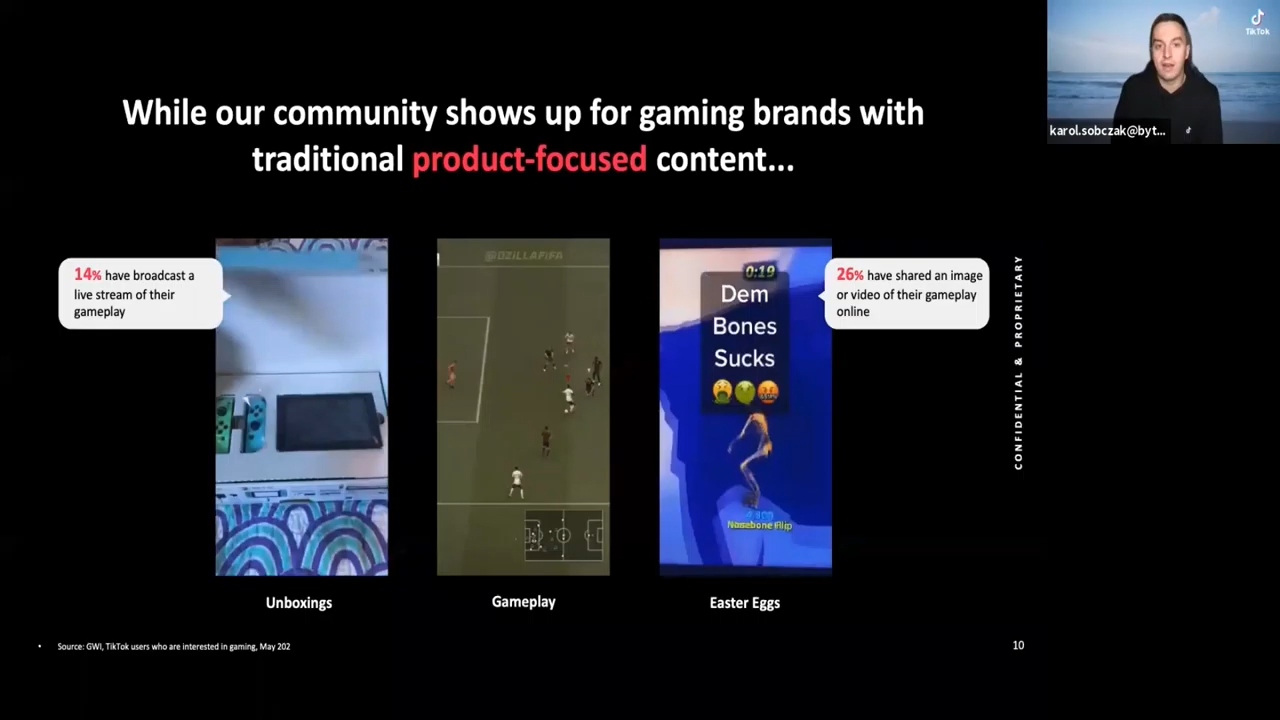 TikTok
karol.sobczak@byt...
While our community shows up for gaming brands with
traditional product-focused content...
14% have broadcast a
live stream of their
gameplay
@DZILLAFIFA
0:19
Dem
Bones
Sucks
26% have shared an image
or video of their gameplay
online
CONFIDENTIAL & PROPRIETARY
Unboxings
Gameplay
Easter Eggs
• Source: GWI, TikTok users who are interested in gaming, May 202
10